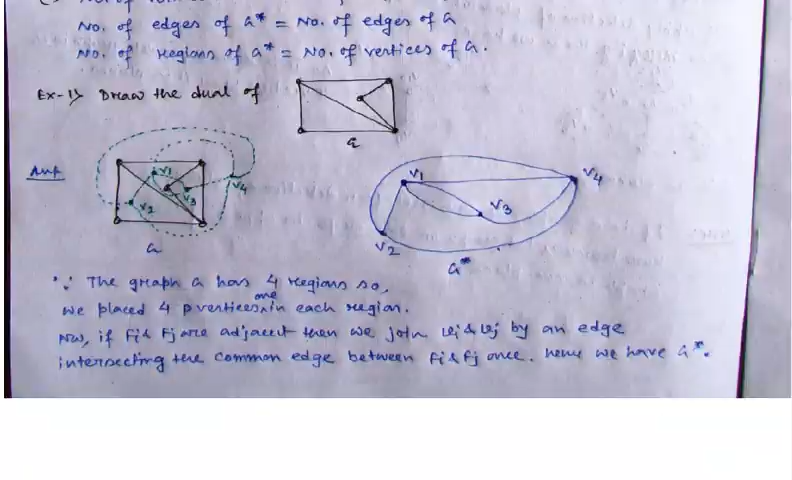 No. of edges of G* = No. of edges of G
No. of regions of G* = No. of vertices of G.
Ex-1> Draw the dual of
G
Ans
v1
v2
v3
v4
G
v1
v2
v3
v4
G*
∵ The graph G has 4 regions so,
we placed 4 vertices one in each region.
Now, if Fi & Fj are adjacent then we join vi & vj by an edge
intersecting the common edge between Fi & Fj once. hence we have G*.